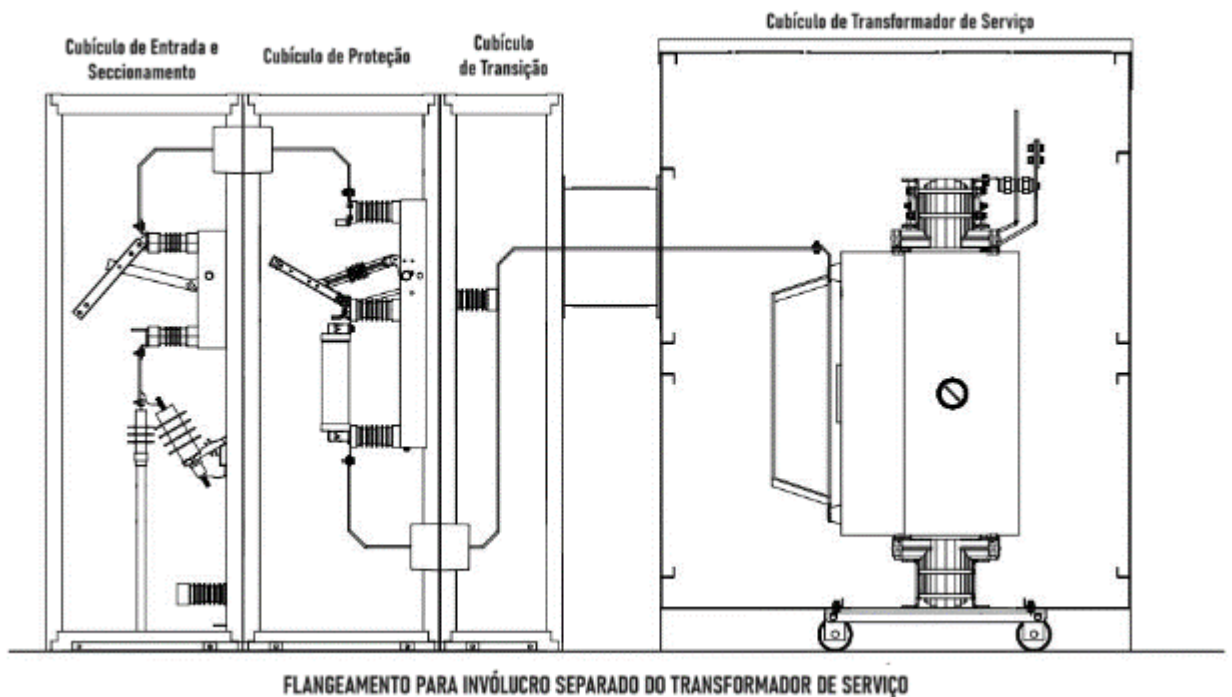 Cubículo de Entrada e
Seccionamento
Cubículo de Proteção
Cubículo
de Transição
Cubículo de Transformador de Serviço
FLANGEAMENTO PARA INVÓLUCRO SEPARADO DO TRANSFORMADOR DE SERVIÇO